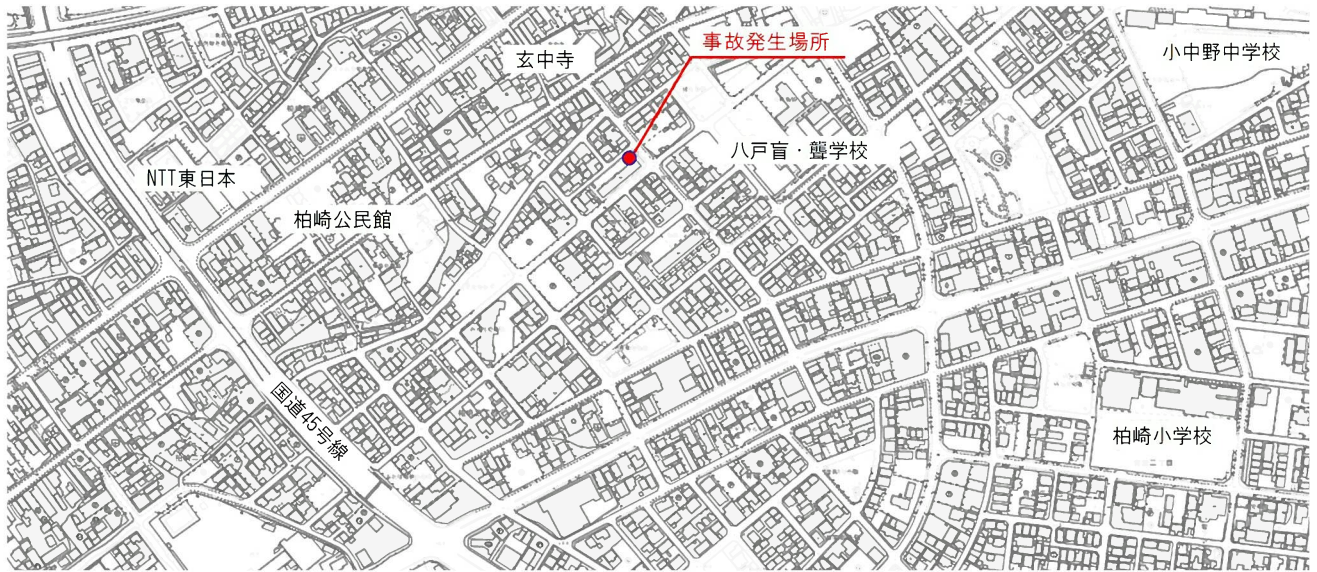 事故発生場所
玄中寺
小中野中学校
八戸盲・聾学校
NTT東日本
柏崎公民館
国道45号線
柏崎小学校